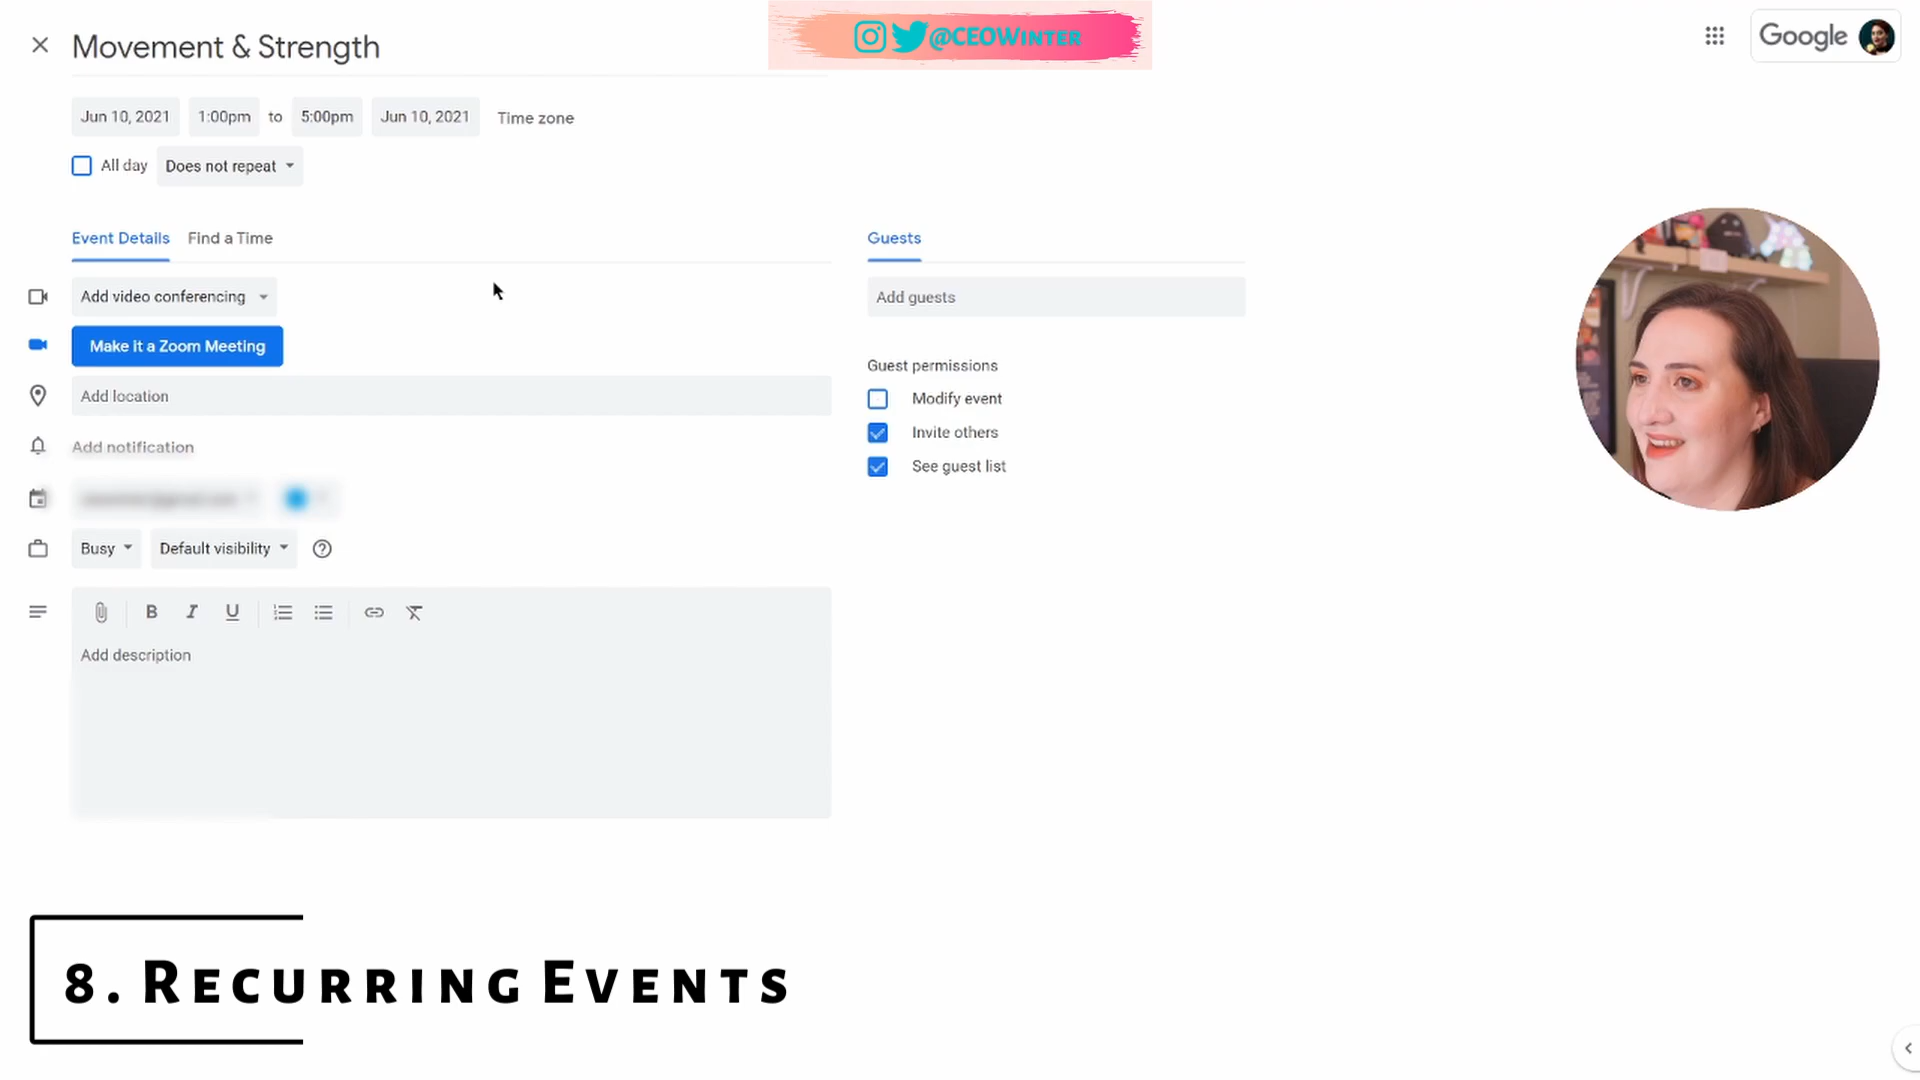 Movement & Strength
@CEOWinter
Google
Jun 10, 2021 1:00pm to 5:00pm Jun 10, 2021 Time zone
All day Does not repeat
Event Details Find a Time
Guests
Add video conferencing
Add guests
Make it a Zoom Meeting
Guest permissions
Add location
Modify event
Invite others
Add notification
See guest list
Busy Default visibility
B I U
Add description
8. Recurring Events